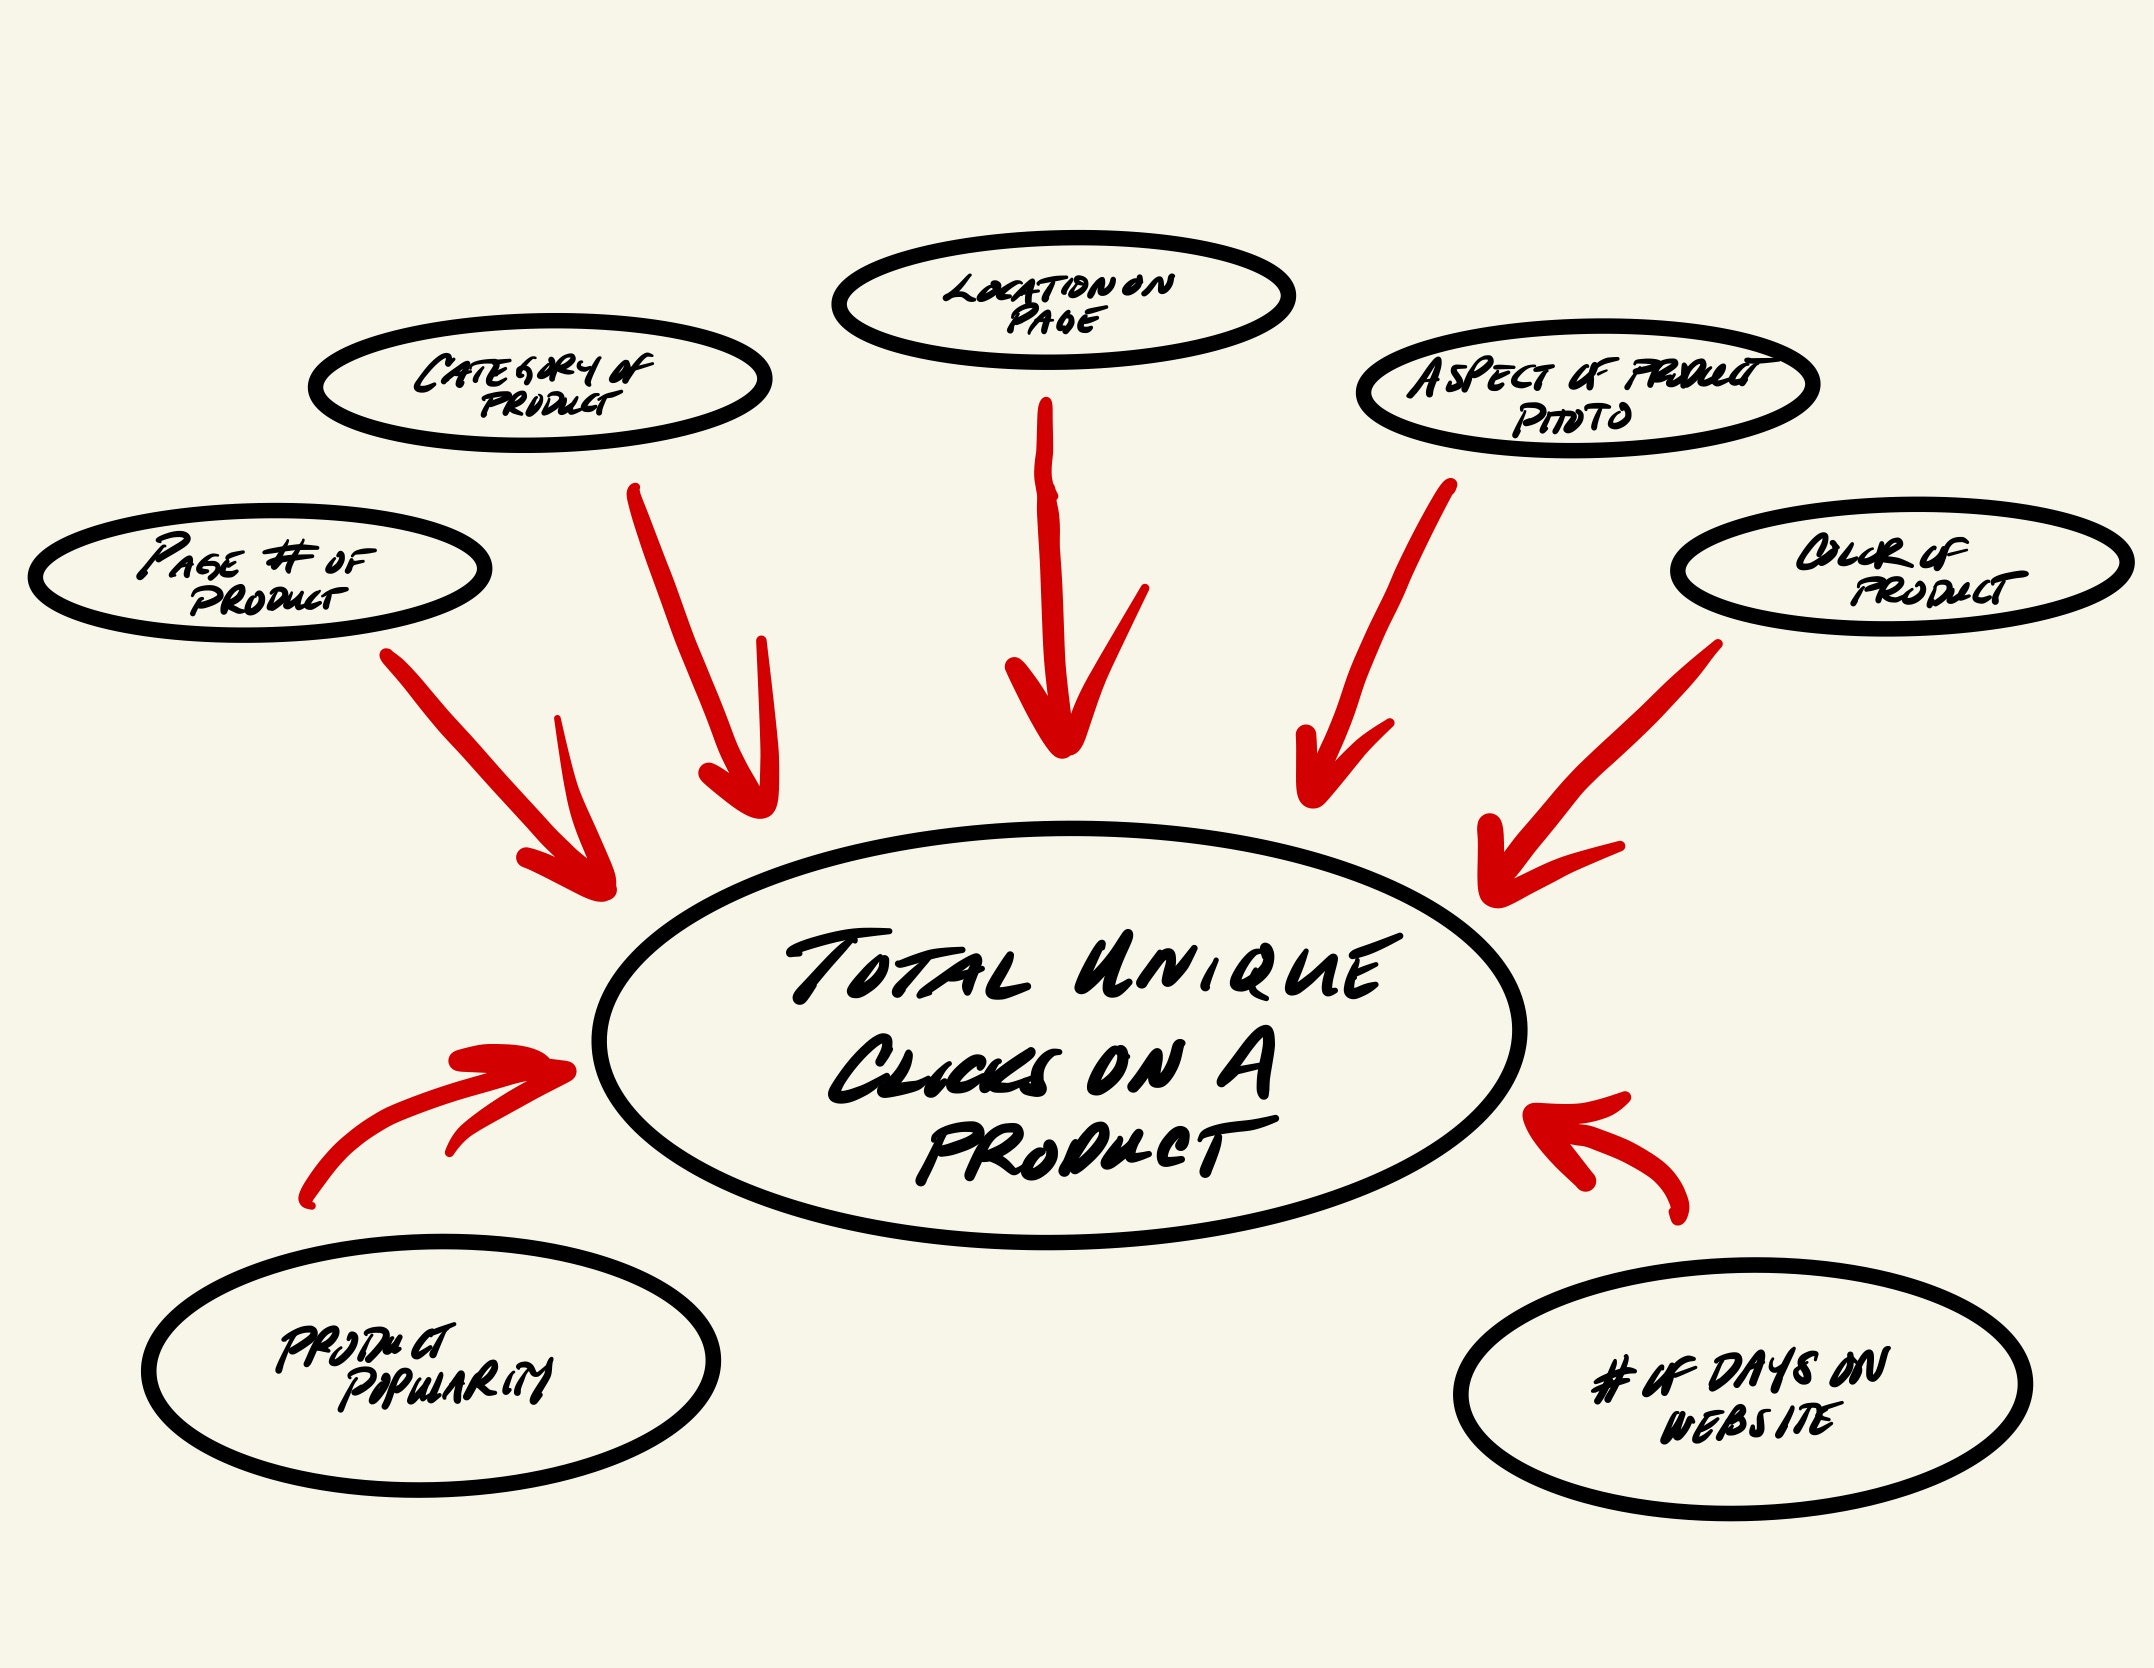 LOCATION ON
PAGE
CATEGORY OF
PRODUCT
ASPECT OF PRODUCT
PHOTO
PAGE # OF
PRODUCT
COLOR OF
PRODUCT
TOTAL UNIQUE
CLICKS ON A
PRODUCT
PRODUCT
POPULARITY
# OF DAYS ON
WEBSITE